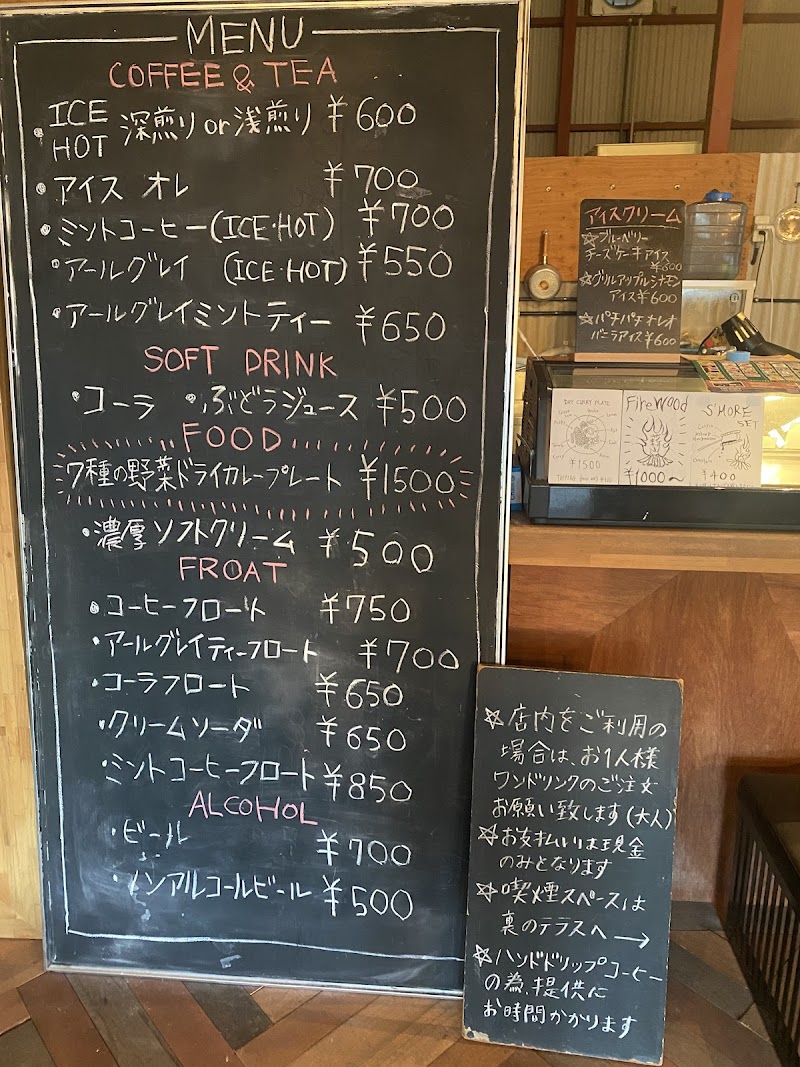 MENU
COFFEE & TEA
・ICE HOT 深煎り or 浅煎り ¥600
・アイス オレ ¥700
・ミントコーヒー(ICE・HOT) ¥700
・アールグレイ (ICE・HOT) ¥550
・アールグレイミントティー ¥650
SOFT DRINK
・コーラ ・ぶどうジュース ¥500
FOOD
7種の野菜ドライカレープレート ¥1500
・濃厚ソフトクリーム ¥500
FROAT
・コーヒーフロート ¥750
・アールグレイティーフロート ¥700
・コーラフロート ¥650
・クリームソーダ ¥650
・ミントコーヒーフロート ¥850
ALCOHOL
・ビール ¥700
・ノンアルコールビール ¥500
アイスクリーム
☆ブルーベリー
チーズケーキアイス
¥600
☆グリルアップルシナモン
アイス¥600
☆パチパチオレオ
バニラアイス¥600
DRY CURRY PLATE
¥1500
FireWood
¥1000〜
S'MORE
SET
¥400
☆店内をご利用の
場合は、お1人様
ワンドリンクのご注文
お願い致します(大人)
☆お支払いは現金
のみとなります
☆喫煙スペースは
裏のテラスへ→
☆ハンドドリップコーヒー
の為、提供に
お時間かかります